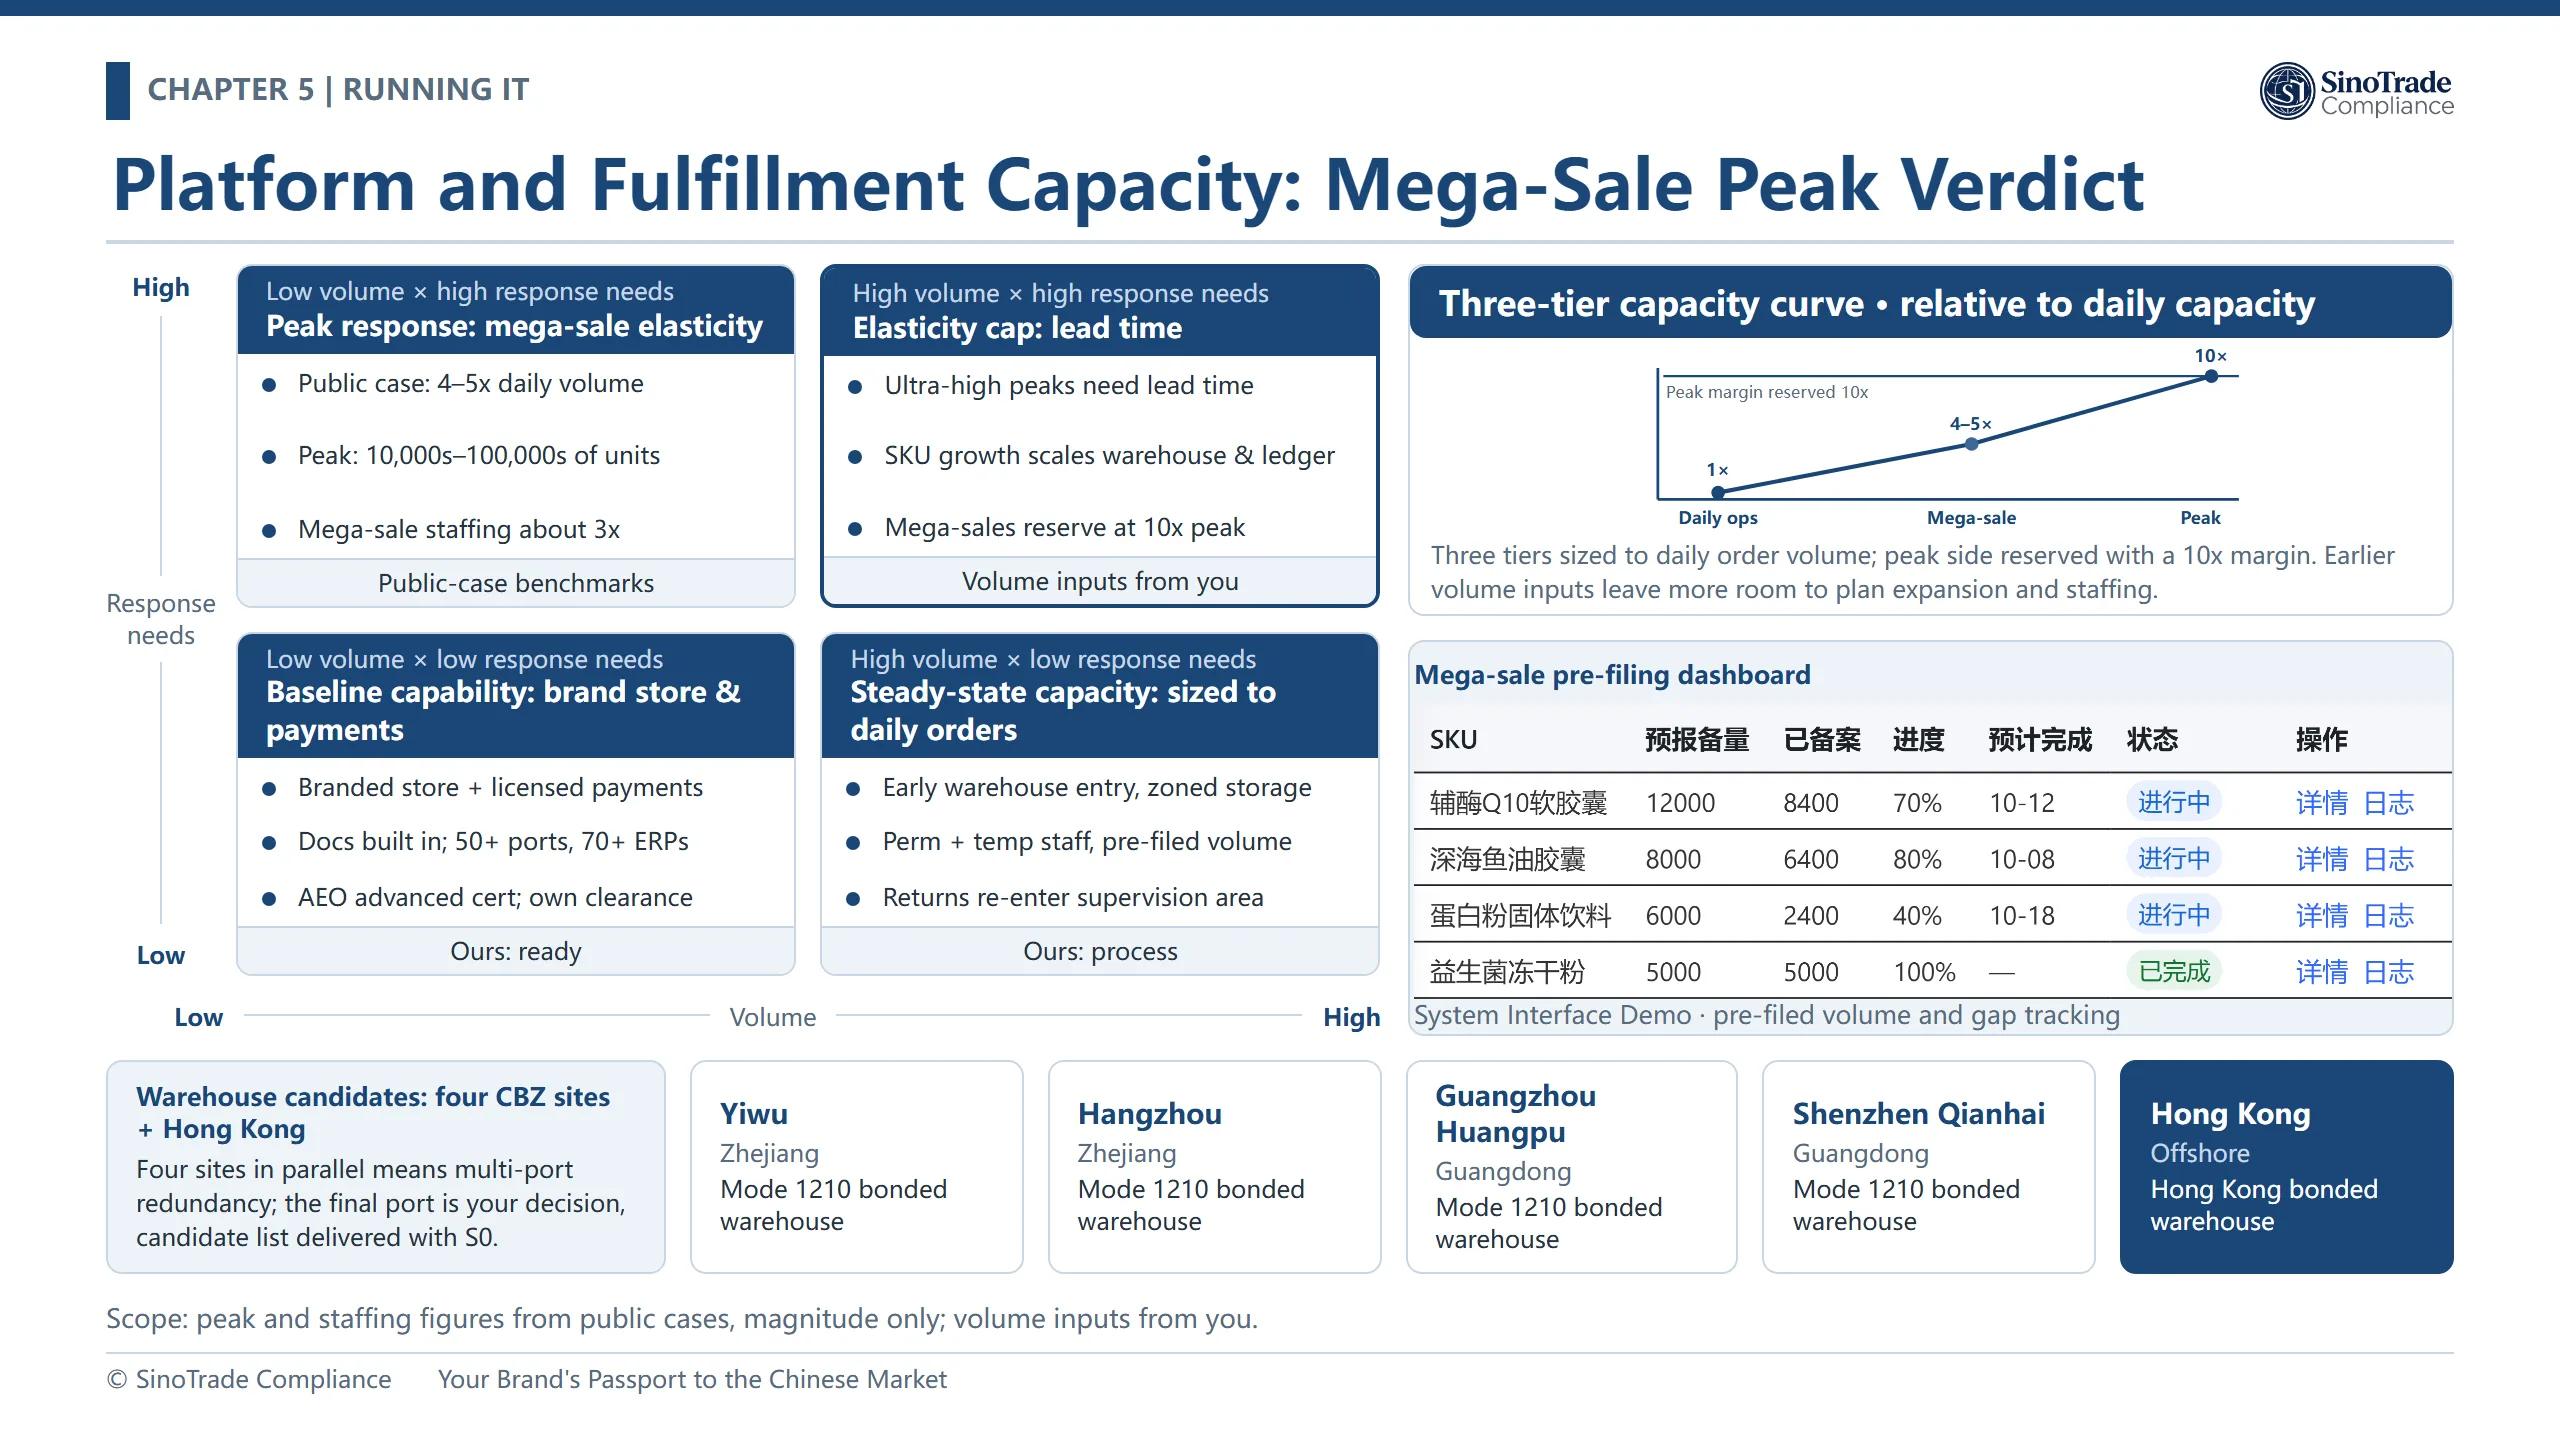 CHAPTER 5 | RUNNING IT
SinoTrade
Compliance
Platform and Fulfillment Capacity: Mega-Sale Peak Verdict
High
Response
needs
Low
Low volume × high response needs
Peak response: mega-sale elasticity
Public case: 4–5x daily volume
Peak: 10,000s–100,000s of units
Mega-sale staffing about 3x
Public-case benchmarks
High volume × high response needs
Elasticity cap: lead time
Ultra-high peaks need lead time
SKU growth scales warehouse & ledger
Mega-sales reserve at 10x peak
Volume inputs from you
Low volume × low response needs
Baseline capability: brand store &
payments
Branded store + licensed payments
Docs built in; 50+ ports, 70+ ERPs
AEO advanced cert; own clearance
Ours: ready
High volume × low response needs
Steady-state capacity: sized to
daily orders
Early warehouse entry, zoned storage
Perm + temp staff, pre-filed volume
Returns re-enter supervision area
Ours: process
Low Volume High
Three-tier capacity curve • relative to daily capacity
10×
Peak margin reserved 10x
4–5×
1×
Daily ops Mega-sale Peak
Three tiers sized to daily order volume; peak side reserved with a 10x margin. Earlier
volume inputs leave more room to plan expansion and staffing.
Mega-sale pre-filing dashboard
SKU 预报备量 已备案 进度 预计完成 状态 操作
辅酶Q10软胶囊 12000 8400 70% 10-12 进行中 详情 日志
深海鱼油胶囊 8000 6400 80% 10-08 进行中 详情 日志
蛋白粉固体饮料 6000 2400 40% 10-18 进行中 详情 日志
益生菌冻干粉 5000 5000 100% — 已完成 详情 日志
System Interface Demo · pre-filed volume and gap tracking
Warehouse candidates: four CBZ sites
+ Hong Kong
Four sites in parallel means multi-port
redundancy; the final port is your decision,
candidate list delivered with S0.
Yiwu
Zhejiang
Mode 1210 bonded
warehouse
Hangzhou
Zhejiang
Mode 1210 bonded
warehouse
Guangzhou
Huangpu
Guangdong
Mode 1210 bonded
warehouse
Shenzhen Qianhai
Guangdong
Mode 1210 bonded
warehouse
Hong Kong
Offshore
Hong Kong bonded
warehouse
Scope: peak and staffing figures from public cases, magnitude only; volume inputs from you.
© SinoTrade Compliance Your Brand's Passport to the Chinese Market